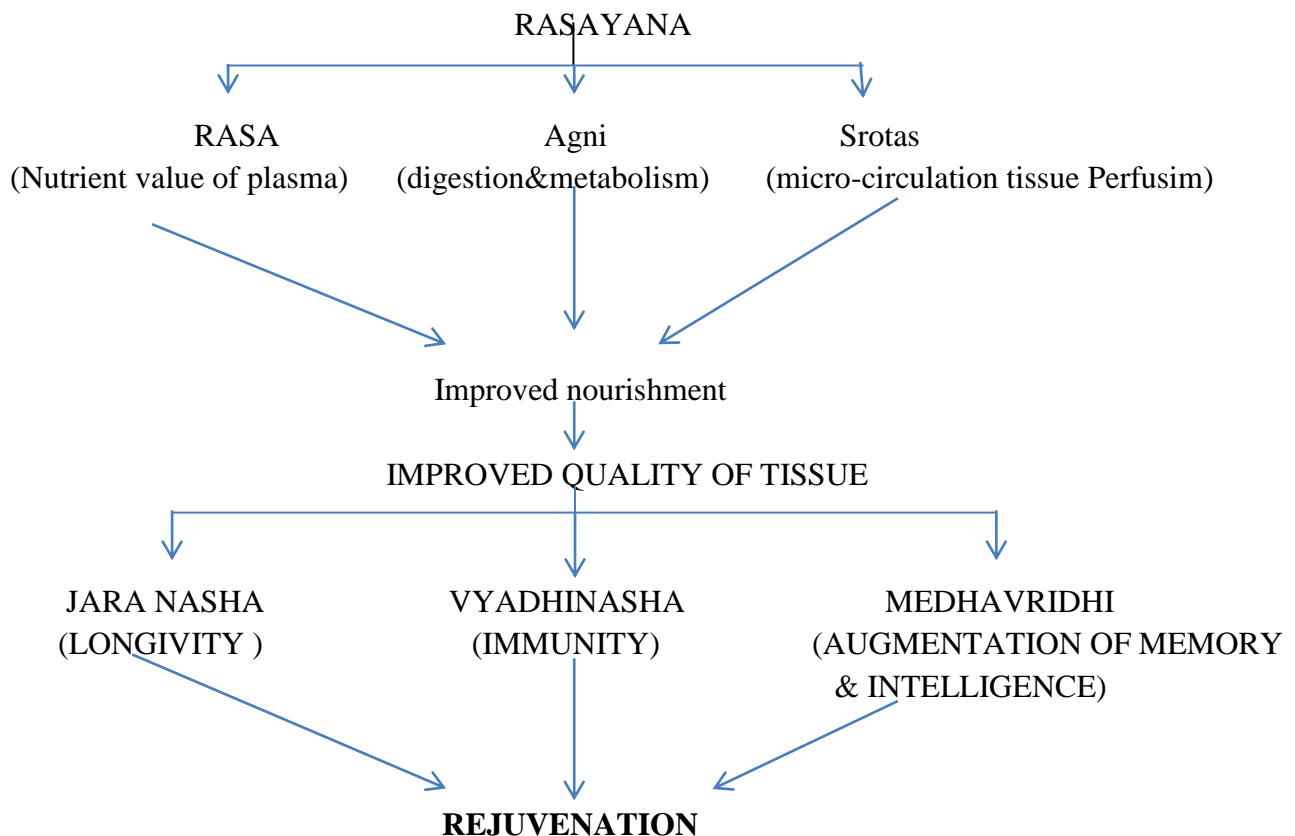 RASAYANA
RASA Agni Srotas
(Nutrient value of plasma) (digestion&metabolism) (micro-circulation tissue Perfusim)
Improved nourishment
IMPROVED QUALITY OF TISSUE
JARA NASHA VYADHINASHA MEDHAVRIDHI
(LONGIVITY ) (IMMUNITY) (AUGMENTATION OF MEMORY
& INTELLIGENCE)
REJUVENATION